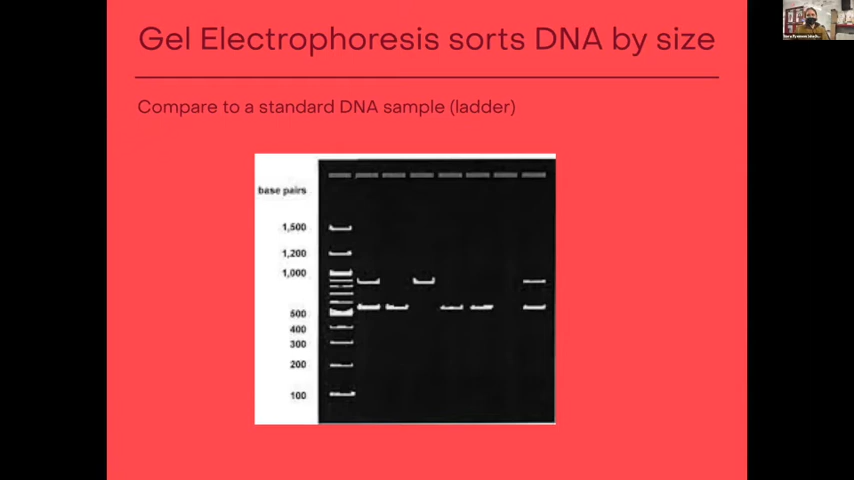 Gel Electrophoresis sorts DNA by size
Compare to a standard DNA sample (ladder)
base pairs
1,500
1,200
1,000
500
400
300
200
100